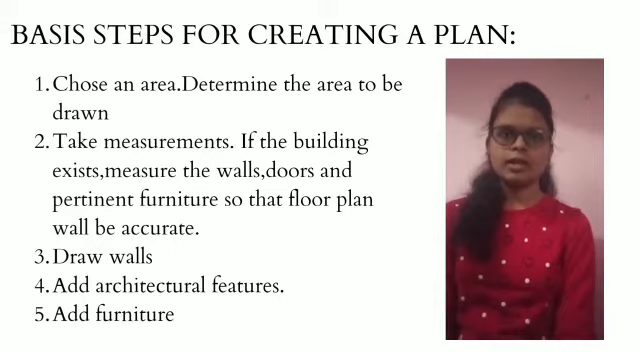 BASIS STEPS FOR CREATING A PLAN:
1. Chose an area.Determine the area to be
drawn
2. Take measurements. If the building
exists,measure the walls,doors and
pertinent furniture so that floor plan
wall be accurate.
3. Draw walls
4. Add architectural features.
5. Add furniture